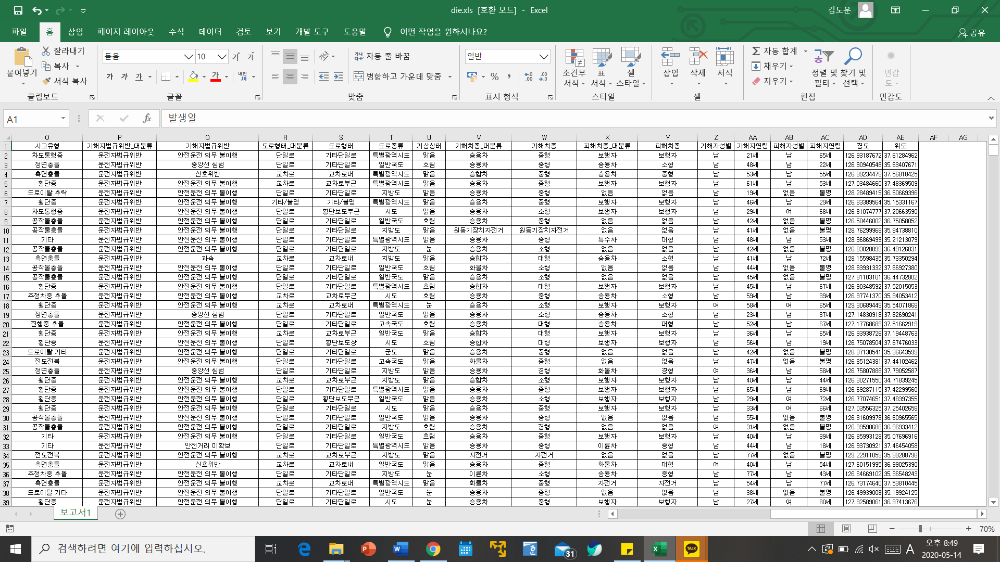 die.xls [호환 모드] - Excel
김도윤
파일 홈 삽입 페이지 레이아웃 수식 데이터 검토 보기 개발 도구 도움말 어떤 작업을 원하시나요? 공유
붙여넣기 잘라내기 복사 서식 복사 클립보드
돋움 10 가 가 가 가 가 가 내천 글꼴
자동 줄 바꿈 병합하고 가운데 맞춤 맞춤
일반 % 표시 형식
조건부 서식 표 서식 셀 스타일 스타일
삽입 삭제 서식 셀
자동 합계 채우기 지우기 정렬 및 필터 찾기 및 선택 편집
민감도 민감도
A1 fx 발생일
O P Q R S T U V W X Y Z AA AB AC AD AE AF AG
1 사고유형 가해자법규위반_대분류 가해자법규위반 도로형태_대분류 도로형태 도로종류 기상상태 가해차종_대분류 가해차종 피해차종_대분류 피해차종 가해자성별 가해자연령 피해자성별 피해자연령 경도 위도
2 차도통행중 운전자법규위반 안전운전 의무 불이행 단일로 기타단일로 특별광역시도 맑음 승용차 중형 보행자 보행자 남 21세 남 65세 126.93187672 37.61284962
3 정면충돌 운전자법규위반 중앙선 침범 단일로 기타단일로 일반국도 흐림 승용차 중형 승용차 소형 남 48세 남 22세 126.90940548 35.63407671
4 측면충돌 운전자법규위반 신호위반 교차로 교차로내 특별광역시도 맑음 승합차 중형 승용차 중형 남 53세 남 55세 126.99234479 37.56818425
5 횡단중 운전자법규위반 안전운전 의무 불이행 교차로 교차로부근 특별광역시도 맑음 승용차 중형 보행자 보행자 남 61세 남 53세 127.03484660 37.48369509
6 도로이탈 추락 운전자법규위반 안전운전 의무 불이행 단일로 기타단일로 지방도 맑음 승용차 중형 없음 없음 남 19세 없음 불명 128.28489415 36.50669396
7 횡단중 운전자법규위반 안전운전 의무 불이행 기타/불명 기타/불명 특별광역시도 맑음 승용차 중형 보행자 보행자 남 46세 남 29세 126.83389564 35.15331167
8 차도통행중 운전자법규위반 안전운전 의무 불이행 단일로 횡단보도부근 시도 맑음 승용차 소형 보행자 보행자 남 29세 여 68세 126.81074777 37.20663590
9 공작물충돌 운전자법규위반 안전운전 의무 불이행 단일로 기타단일로 일반국도 흐림 승용차 중형 없음 없음 남 42세 없음 불명 126.50446002 36.75058052
10 공작물충돌 운전자법규위반 안전운전 의무 불이행 단일로 기타단일로 지방도 맑음 원동기장치자전거 원동기장치자전거 없음 없음 남 41세 없음 불명 128.76299968 35.84738810
11 기타 운전자법규위반 안전운전 의무 불이행 단일로 기타단일로 특별광역시도 맑음 승용차 중형 특수차 대형 남 48세 남 53세 128.96869499 35.21213079
12 공작물충돌 운전자법규위반 안전운전 의무 불이행 단일로 기타단일로 지방도 눈 승용차 소형 없음 없음 남 42세 없음 불명 126.83028099 36.49126831
13 측면충돌 운전자법규위반 과속 교차로 교차로내 지방도 맑음 승합차 대형 승용차 소형 남 41세 남 72세 128.15598435 35.73350294
14 공작물충돌 운전자법규위반 안전운전 의무 불이행 단일로 기타단일로 일반국도 흐림 화물차 소형 없음 없음 남 44세 없음 불명 128.83931332 37.66927380
15 공작물충돌 운전자법규위반 안전운전 의무 불이행 단일로 기타단일로 일반국도 맑음 승용차 소형 없음 없음 남 45세 없음 불명 127.91103101 36.44732802
16 횡단중 운전자법규위반 안전운전 의무 불이행 단일로 기타단일로 특별광역시도 흐림 승합차 대형 보행자 보행자 남 45세 남 67세 126.90348592 37.52015053
17 주정차중 추돌 운전자법규위반 안전운전 의무 불이행 교차로 교차로부근 시도 흐림 승용차 중형 승용차 소형 남 59세 남 39세 126.97741370 35.94053412
18 횡단중 운전자법규위반 안전운전 의무 불이행 교차로 교차로내 특별광역시도 눈 승용차 소형 보행자 보행자 여 58세 여 65세 129.30689449 35.54071868
19 정면충돌 운전자법규위반 중앙선 침범 단일로 기타단일로 일반국도 맑음 승용차 소형 승용차 소형 남 23세 남 37세 127.14830918 37.82690241
20 진행중 추돌 운전자법규위반 안전운전 의무 불이행 단일로 기타단일로 고속국도 흐림 승용차 대형 승용차 대형 남 52세 남 67세 127.17768689 37.51662919
21 횡단중 운전자법규위반 안전운전 의무 불이행 교차로 교차로부근 일반국도 맑음 승합차 대형 보행자 보행자 남 36세 남 65세 126.93938726 37.19448763
22 횡단중 운전자법규위반 안전운전 의무 불이행 단일로 횡단보도상 시도 흐림 승합차 대형 보행자 보행자 남 56세 남 19세 126.75078504 37.67476033
23 도로이탈 기타 운전자법규위반 안전운전 의무 불이행 단일로 기타단일로 군도 맑음 승용차 중형 없음 없음 남 42세 없음 불명 128.37130541 35.36643599
24 전도전복 운전자법규위반 안전운전 의무 불이행 단일로 기타단일로 고속국도 맑음 화물차 중형 없음 없음 남 47세 없음 불명 126.85124381 37.44102462
25 정면충돌 운전자법규위반 중앙선 침범 단일로 기타단일로 지방도 맑음 승용차 경형 화물차 경형 여 36세 남 58세 126.75807888 37.79052587
26 횡단중 운전자법규위반 안전운전 의무 불이행 교차로 교차로부근 지방도 맑음 승합차 소형 보행자 보행자 남 40세 남 44세 126.30271550 34.71839245
27 횡단중 운전자법규위반 안전운전 의무 불이행 단일로 기타단일로 특별광역시도 맑음 승용차 중형 보행자 보행자 남 65세 남 69세 126.69287115 37.42299560
28 횡단중 운전자법규위반 안전운전 의무 불이행 단일로 횡단보도부근 일반국도 맑음 승용차 소형 보행자 보행자 남 29세 여 72세 126.77074651 37.48397355
29 횡단중 운전자법규위반 안전운전 의무 불이행 단일로 기타단일로 시도 맑음 승용차 중형 보행자 보행자 남 33세 여 66세 127.03556325 37.25402658
30 공작물충돌 운전자법규위반 안전운전 의무 불이행 단일로 기타단일로 일반국도 맑음 승용차 중형 없음 없음 남 55세 없음 불명 126.31609978 36.60965565
31 공작물충돌 운전자법규위반 안전운전 의무 불이행 단일로 기타단일로 지방도 흐림 승용차 경형 없음 없음 여 31세 없음 불명 126.39590688 36.96933412
32 기타 운전자법규위반 안전운전 의무 불이행 단일로 기타단일로 일반국도 흐림 승용차 중형 보행자 보행자 남 40세 남 39세 126.85993128 35.07696916
33 기타 운전자법규위반 안전거리 미확보 단일로 기타단일로 특별광역시도 맑음 승용차 중형 이륜차 중형 남 44세 남 18세 126.93730921 37.46454058
34 전도전복 운전자법규위반 안전운전 의무 불이행 교차로 교차로부근 지방도 맑음 자전거 자전거 없음 없음 남 77세 없음 불명 129.22911059 35.99288798
35 측면충돌 운전자법규위반 신호위반 교차로 교차로내 일반국도 맑음 승용차 중형 화물차 대형 여 40세 남 54세 127.60151995 36.99025390
36 주정차중 추돌 운전자법규위반 안전운전 의무 불이행 단일로 기타단일로 지방도 눈 이륜차 소형 승용차 중형 남 77세 남 43세 126.64669102 35.36548243
37 측면충돌 운전자법규위반 안전운전 의무 불이행 교차로 교차로내 특별광역시도 맑음 화물차 중형 자전거 자전거 남 54세 남 77세 126.73174640 37.53810445
38 도로이탈 기타 운전자법규위반 안전운전 의무 불이행 단일로 기타단일로 일반국도 눈 승용차 중형 없음 없음 남 38세 없음 불명 126.49939008 35.19924125
39 횡단중 운전자법규위반 안전운전 의무 불이행 단일로 기타단일로 시도 눈 승용차 중형 보행자 보행자 남 27세 여 80세 127.92589061 36.97413676
보고서1
70%
검색하려면 여기에 입력하십시오.
31
TALK
A
오후 8:49
2020-05-14